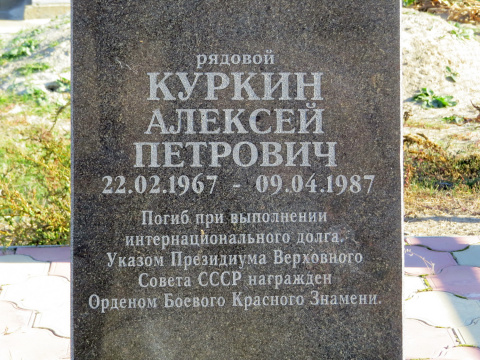 рядовой
КУРКИН
АЛЕКСЕЙ
ПЕТРОВИЧ
22.02.1967 - 09.04.1987
Погиб при выполнении
интернационального долга.
Указом Президиума Верховного
Совета СССР награжден
Орденом Боевого Красного Знамени.